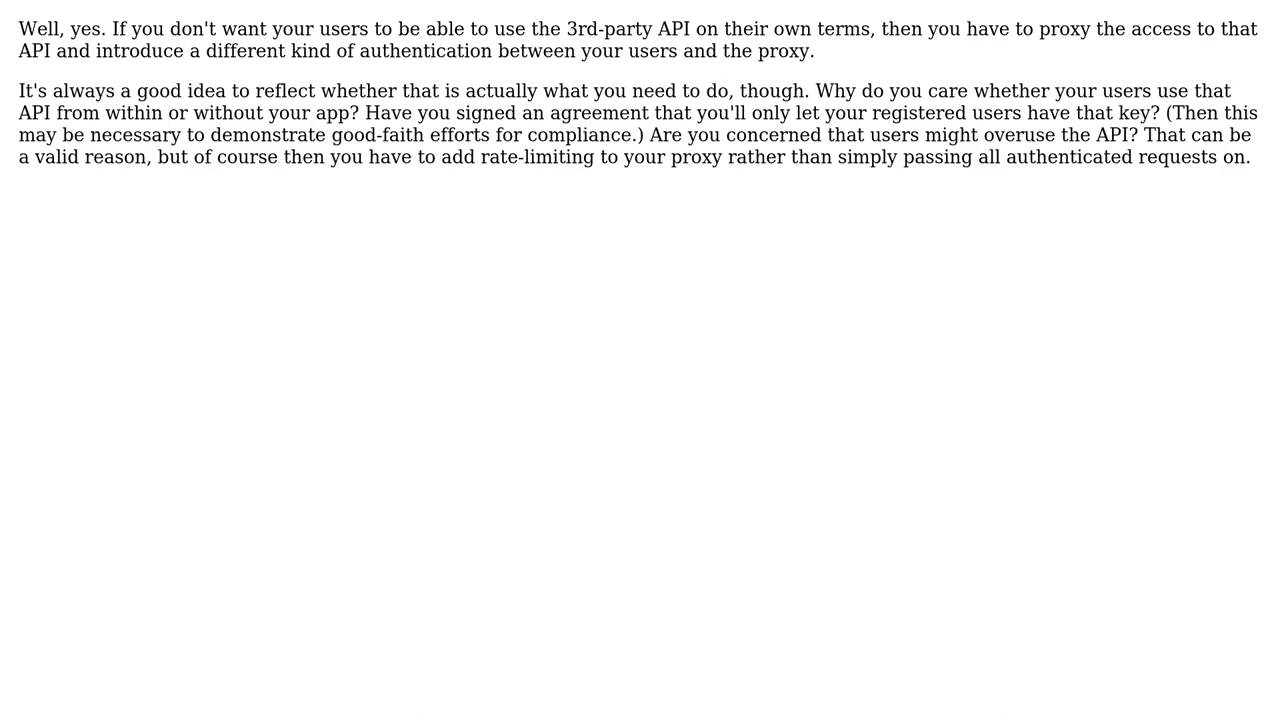 Well, yes. If you don't want your users to be able to use the 3rd-party API on their own terms, then you have to proxy the access to that
API and introduce a different kind of authentication between your users and the proxy.
It's always a good idea to reflect whether that is actually what you need to do, though. Why do you care whether your users use that
API from within or without your app? Have you signed an agreement that you'll only let your registered users have that key? (Then this
may be necessary to demonstrate good-faith efforts for compliance.) Are you concerned that users might overuse the API? That can be
a valid reason, but of course then you have to add rate-limiting to your proxy rather than simply passing all authenticated requests on.